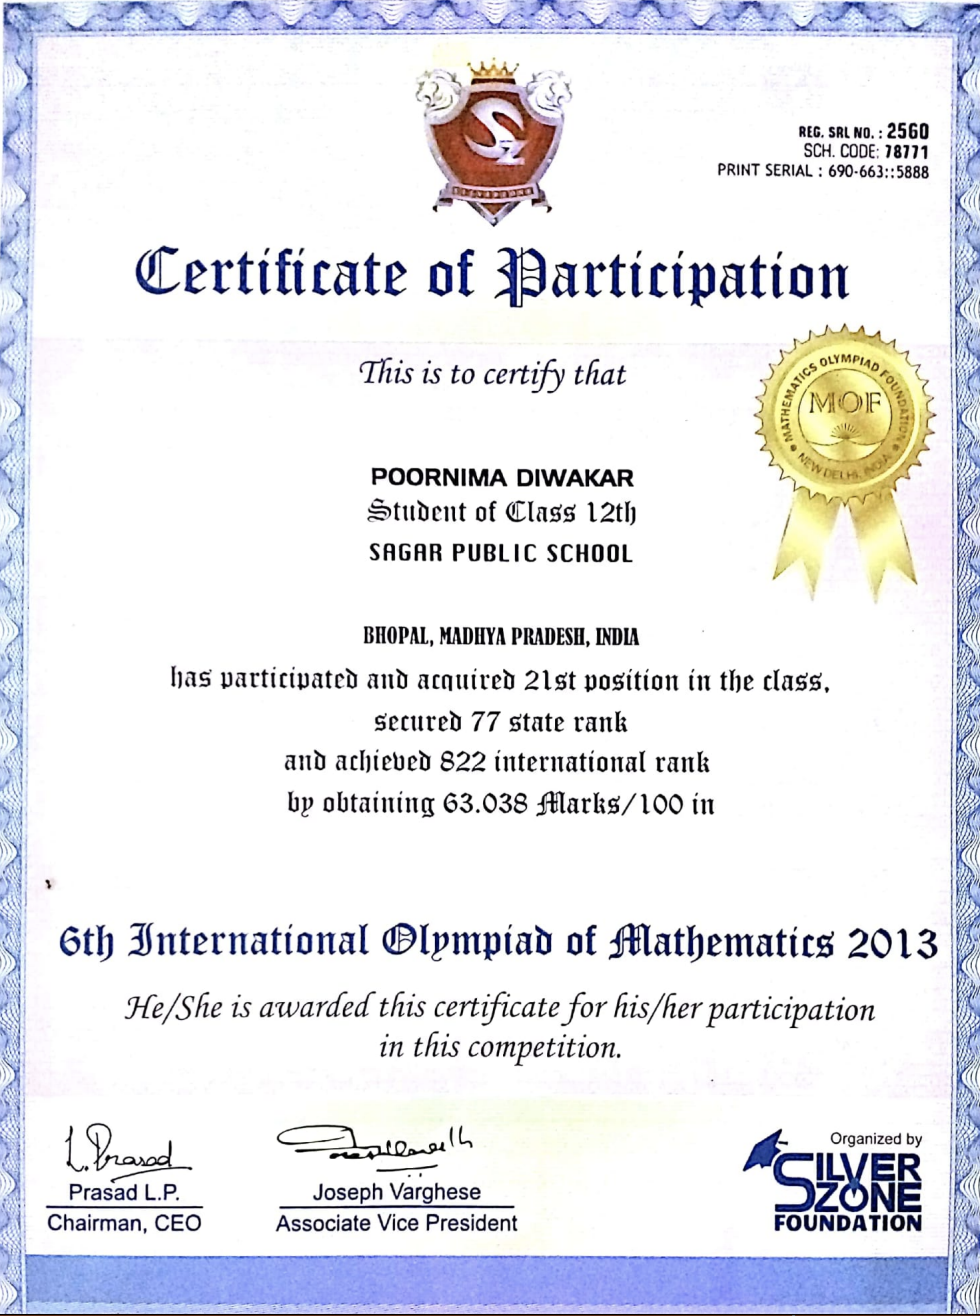 REG. SRL NO. : 2560
SCH. CODE: 78771
PRINT SERIAL : 690-663::5888
SZ
Certificate of Participation
This is to certify that
MATHEMATICS OLYMPIAD FOUNDATION
MOF
NEW DELHI, INDIA
POORNIMA DIWAKAR
Student of Class 12th
SAGAR PUBLIC SCHOOL
BHOPAL, MADHYA PRADESH, INDIA
has participated and acquired 21st position in the class,
secured 77 state rank
and achieved 822 international rank
by obtaining 63.038 Marks/100 in
6th International Olympiad of Mathematics 2013
He/She is awarded this certificate for his/her participation
in this competition.
L. Prasad
Prasad L.P.
Chairman, CEO
Joseph Varghese
Associate Vice President
Organized by
SILVER
ZONE
FOUNDATION